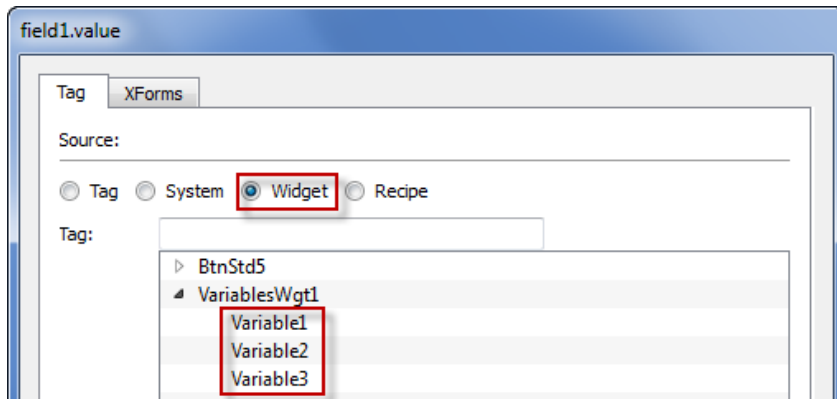 field1.value
Tag XForms
Source:
Tag System Widget Recipe
Tag:
BtnStd5
VariablesWgt1
Variable1
Variable2
Variable3